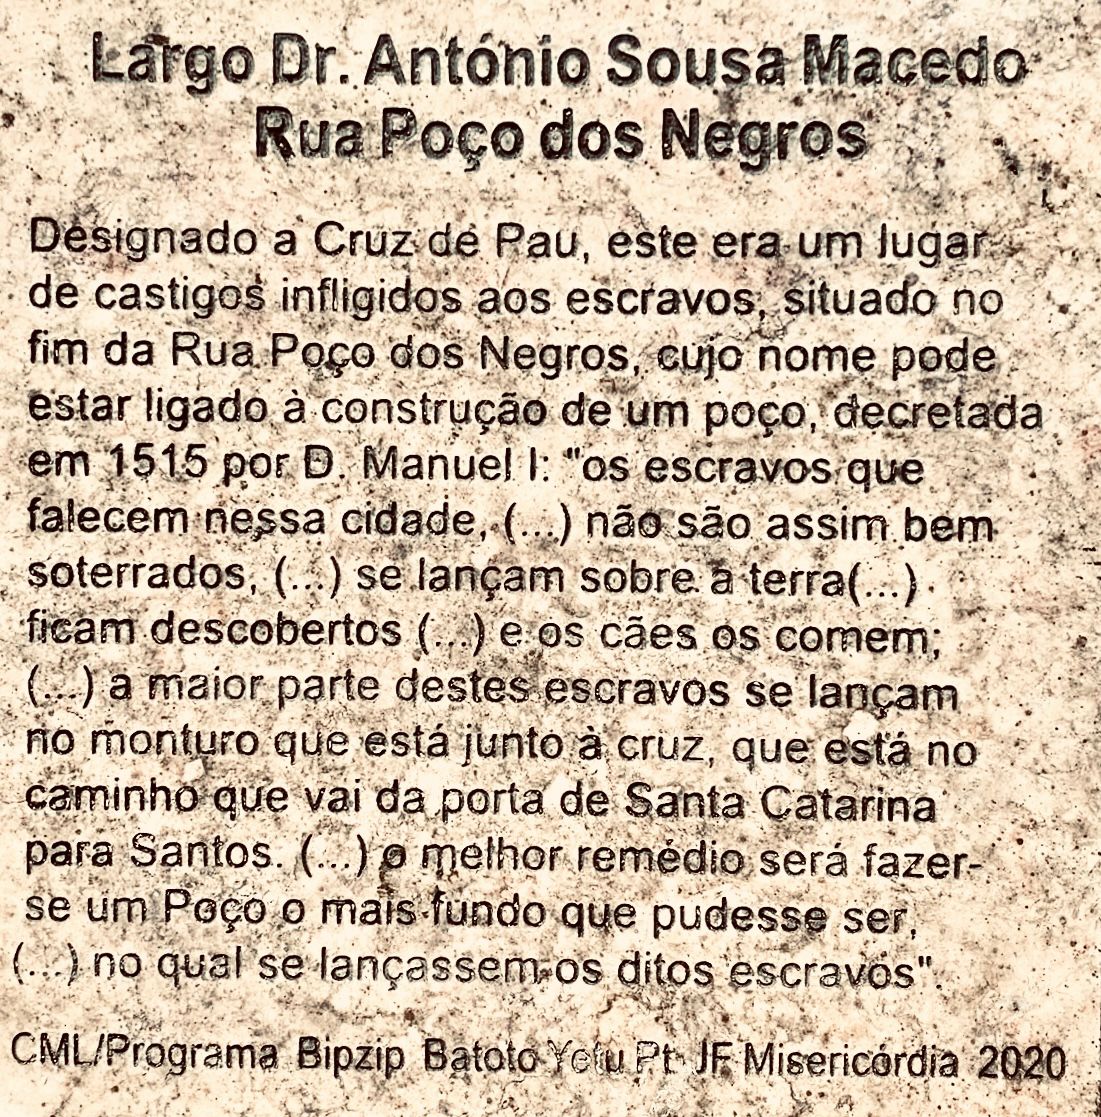 Largo Dr. António Sousa Macedo
Rua Poço dos Negros
Designado a Cruz de Pau, este era um lugar
de castigos infligidos aos escravos, situado no
fim da Rua Poço dos Negros, cujo nome pode
estar ligado à construção de um poço, decretada
em 1515 por D. Manuel I: "os escravos que
falecem nessa cidade, (...) não são assim bem
soterrados, (...) se lançam sobre a terra(...)
ficam descobertos (...) e os cães os comem;
(...) a maior parte destes escravos se lançam
no monturo que está junto à cruz, que está no
caminho que vai da porta de Santa Catarina
para Santos. (...) o melhor remédio será fazer-
se um Poço o mais fundo que pudesse ser,
(...) no qual se lançassem os ditos escravos".
CML/Programa Bipzip Batoto Yetu Pt JF Misericórdia 2020